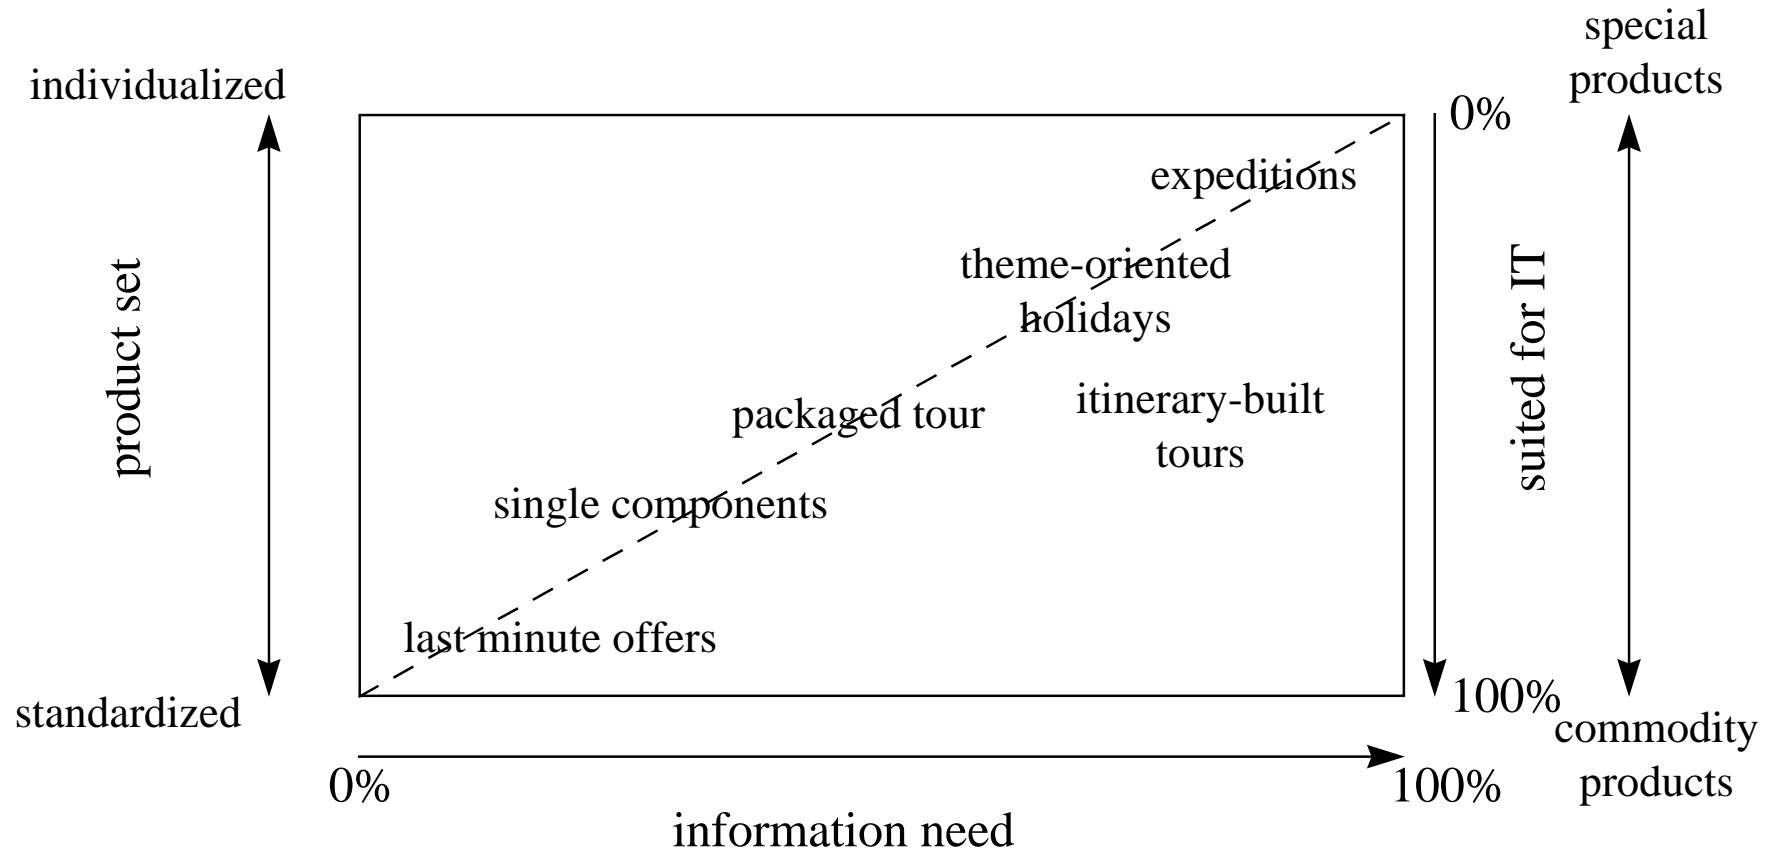 special
products
individualized
0%
expeditions
theme-oriented
holidays
product set
suited for IT
itinerary-built
tours
packaged tour
single components
last minute offers
standardized
100%
commodity
products
0%
100%
information need